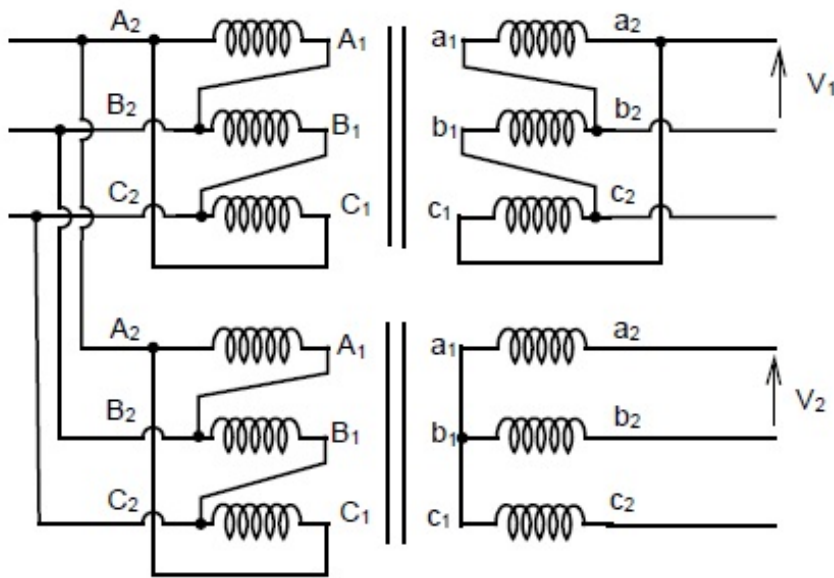 A₂ A₁ a₁ a₂
V₁
B₂ B₁ b₁ b₂
C₂ C₁ c₁ c₂
A₂ A₁ a₁ a₂
V₂
B₂ B₁ b₁ b₂
C₂ C₁ c₁ c₂